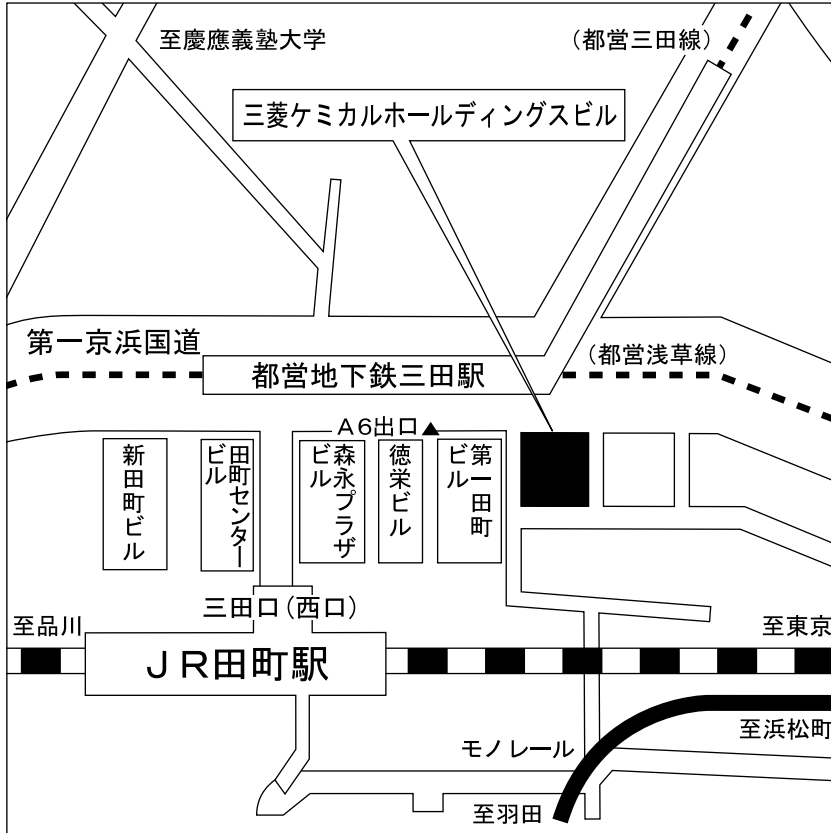 至慶應義塾大学
（都営三田線）
三菱ケミカルホールディングスビル
第一京浜国道
都営地下鉄三田駅
（都営浅草線）
A6出口▲
新田町ビル
田町センター
ビル
森永プラザ
ビル
徳栄ビル
第一田町
ビル
三田口（西口）
至品川
JR田町駅
至東京
至浜松町
モノレール
至羽田